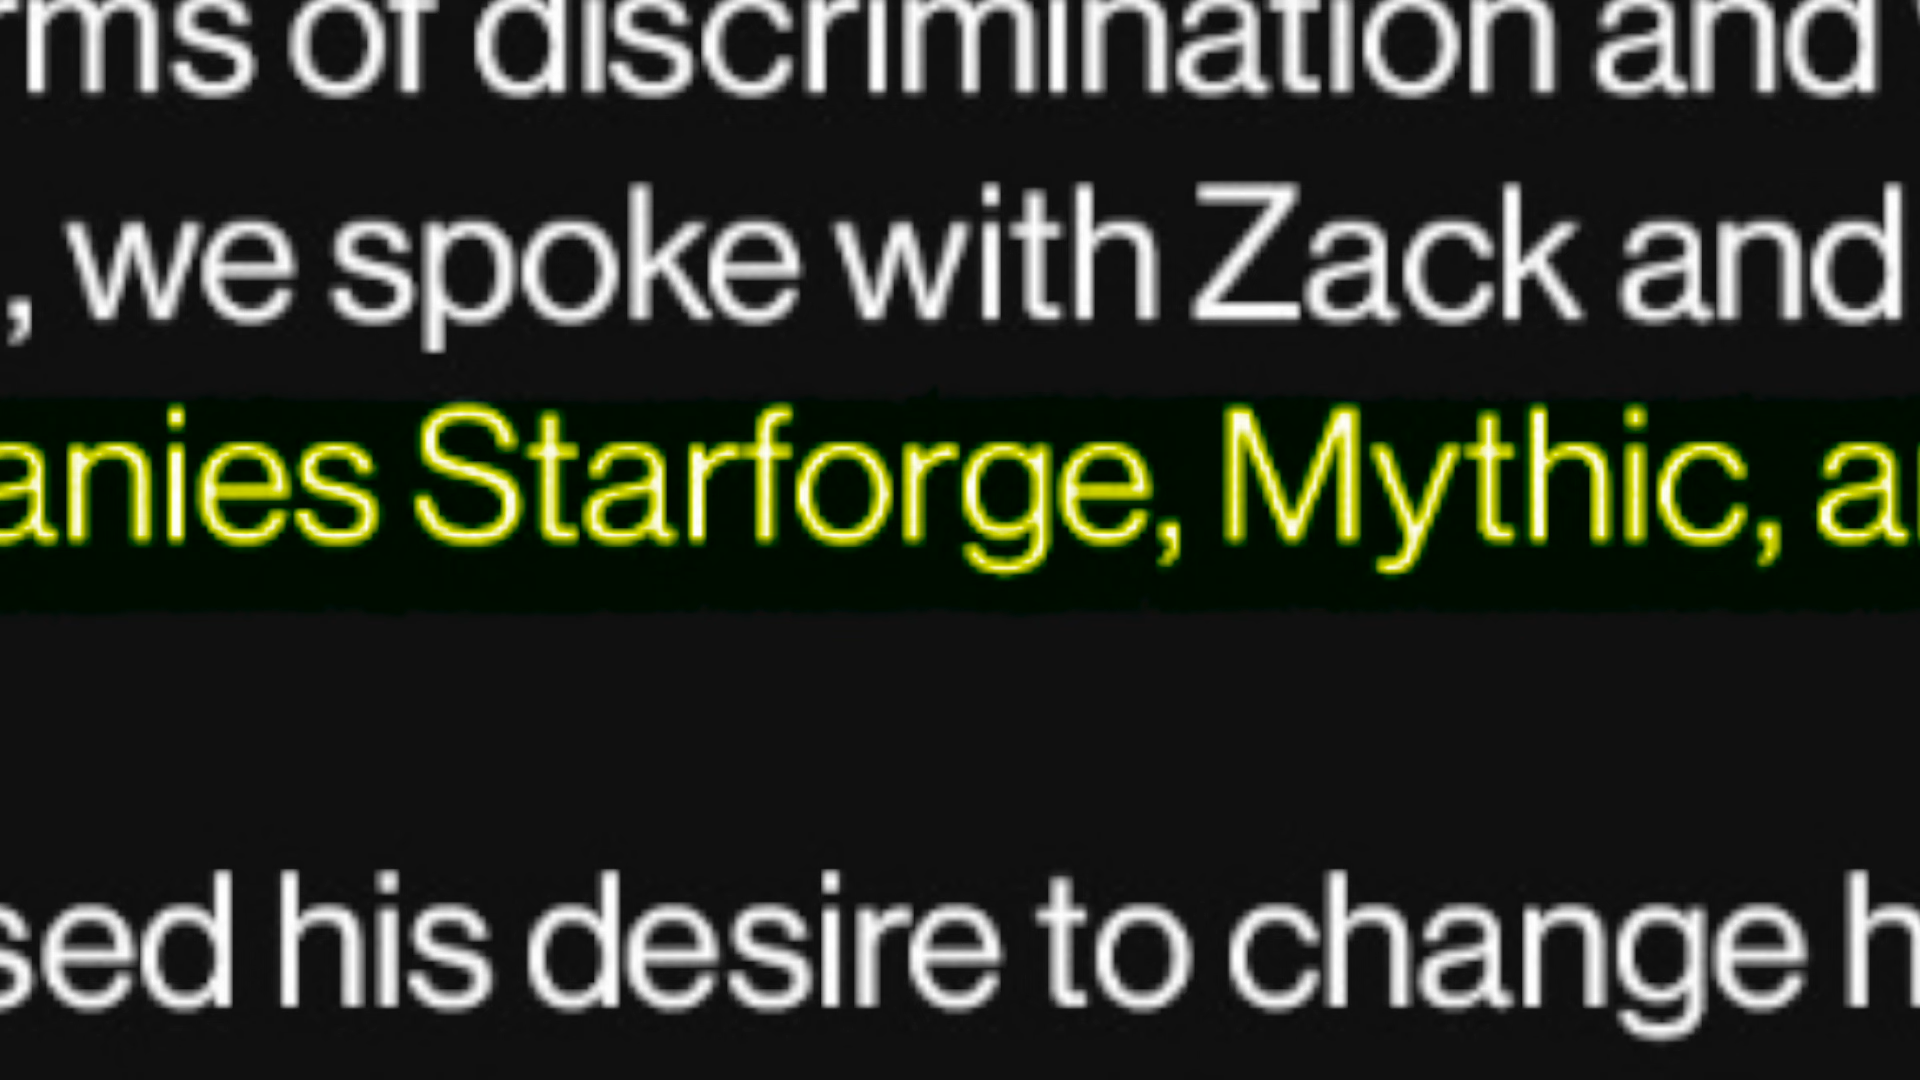 rms of discrimination and
, we spoke with Zack and
anies Starforge, Mythic, a
sed his desire to change h